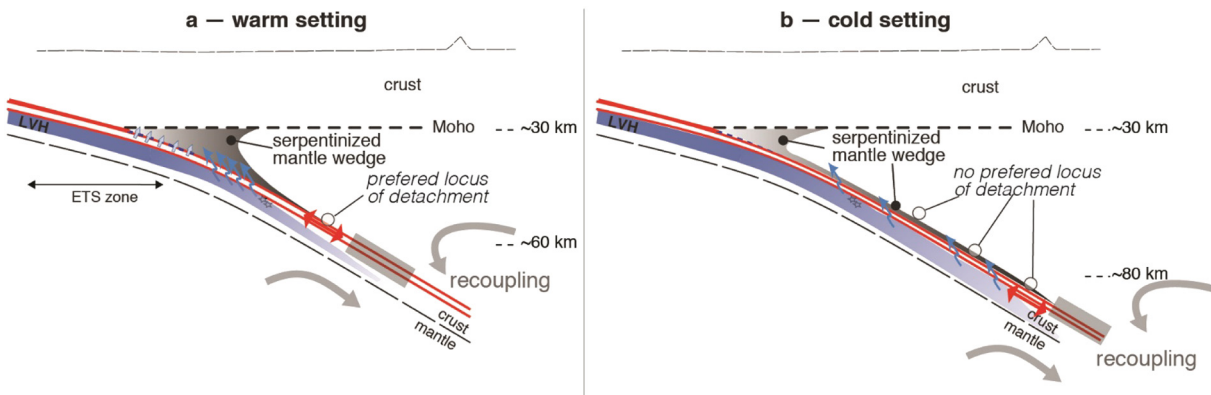 a — warm setting
crust
LVH
Moho
~30 km
serpentinized
mantle wedge
prefered locus
of detachment
ETS zone
~60 km
recoupling
crust
mantle
b — cold setting
crust
LVH
Moho
~30 km
serpentinized
mantle wedge
no prefered locus
of detachment
~80 km
crust
mantle
recoupling